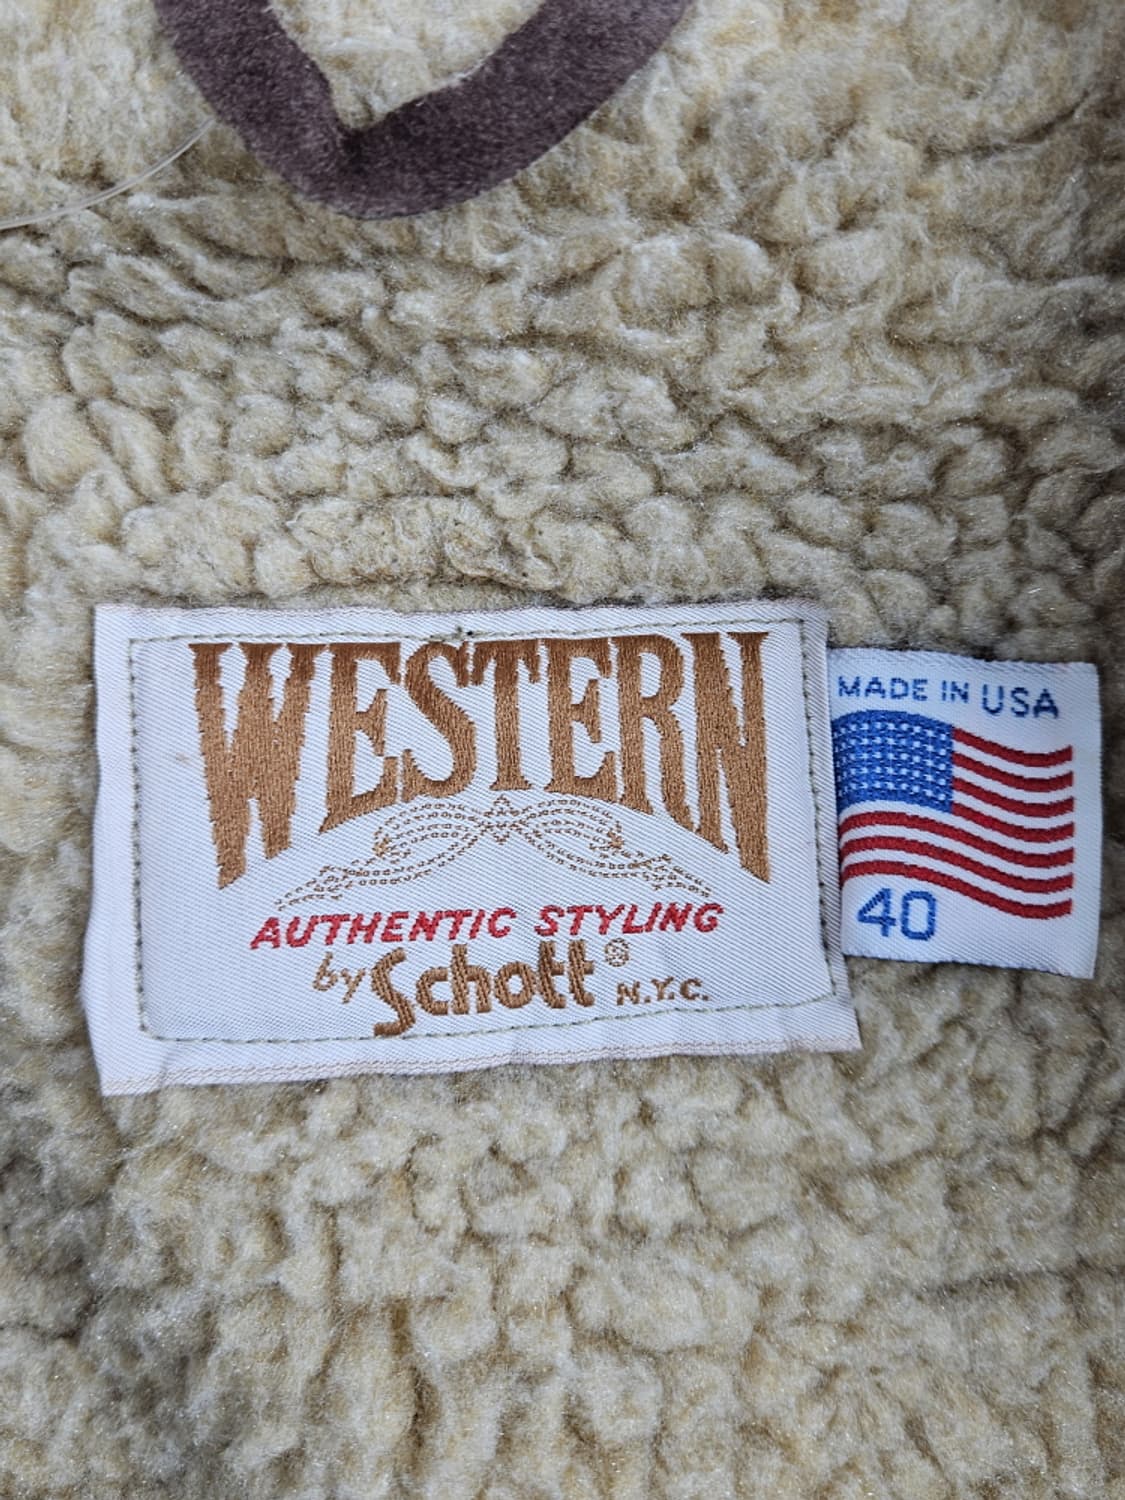 WESTERN
AUTHENTIC STYLING
by Schott® N.Y.C.
MADE IN USA
40